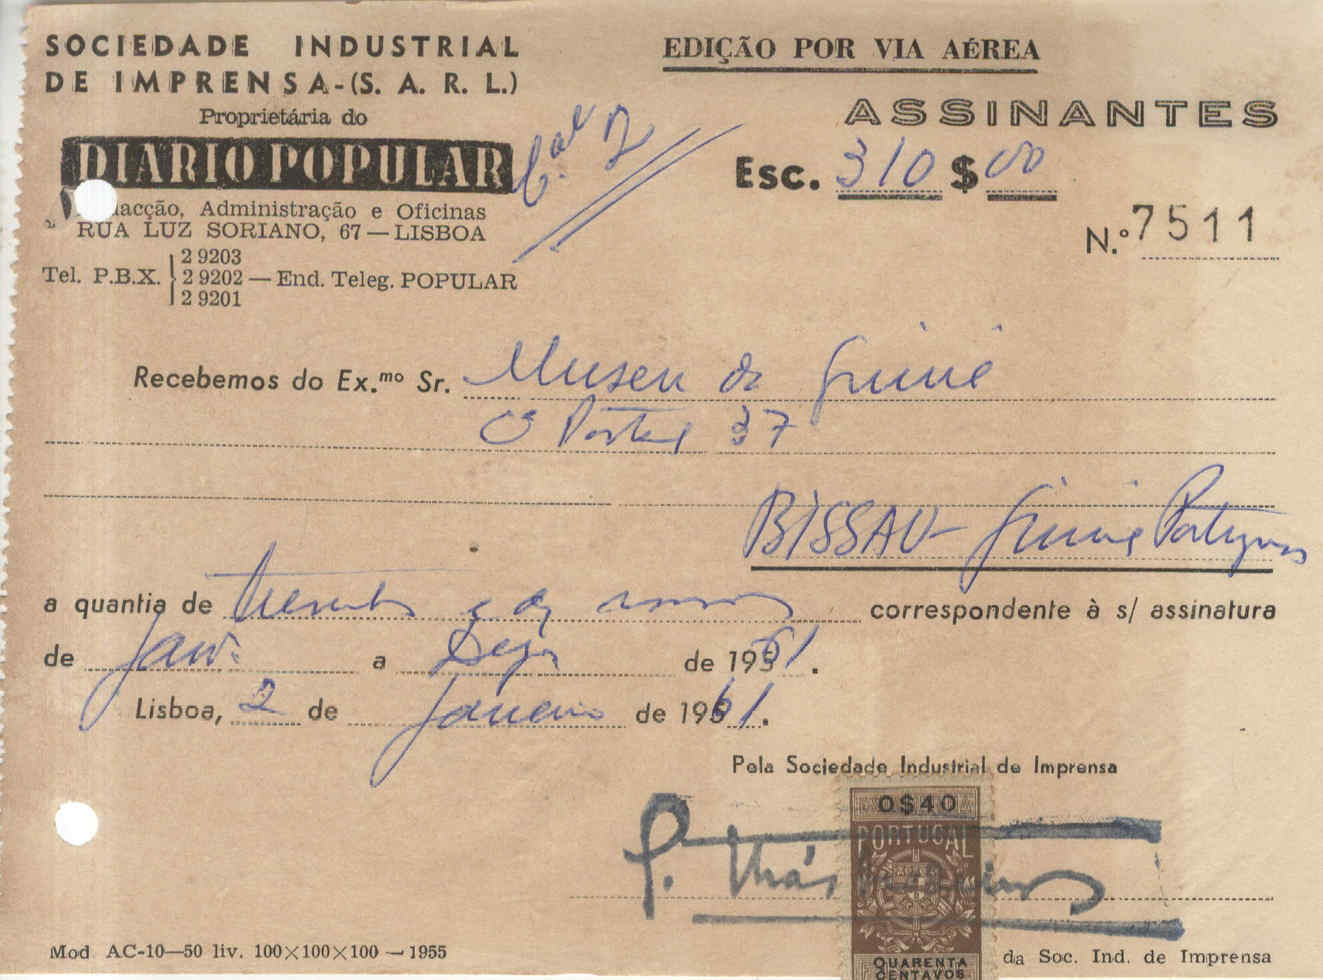 SOCIEDADE INDUSTRIAL
DE IMPRENSA-(S. A. R. L.)
Proprietária do
DIARIO POPULAR
acção, Administração e Oficinas
RUA LUZ SORIANO, 67—LISBOA
Tel. P.B.X. 2 9203
2 9202 — End. Teleg. POPULAR
2 9201
EDIÇÃO POR VIA AÉREA
ASSINANTES
Esc. 310 $ 00
N.º 7511
Recebemos do Ex.mo Sr. Museu da Guiné
37
BISSAU - Guiné Portuguesa
a quantia de trezentos e dez correspondente à s/ assinatura
de Jan. a de 1961.
Lisboa, 2 de Janeiro de 1961.
Pela Sociedade Industrial de Imprensa
0$40
PORTUGAL
QUARENTA
CENTAVOS
Mod AC-10—50 liv. 100×100×100 — 1955
da Soc. Ind. de Imprensa